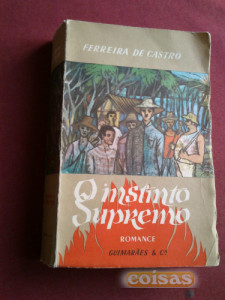 FERREIRA DE CASTRO
O instinto
Supremo
ROMANCE
GUIMARÃES & Cª
coisas